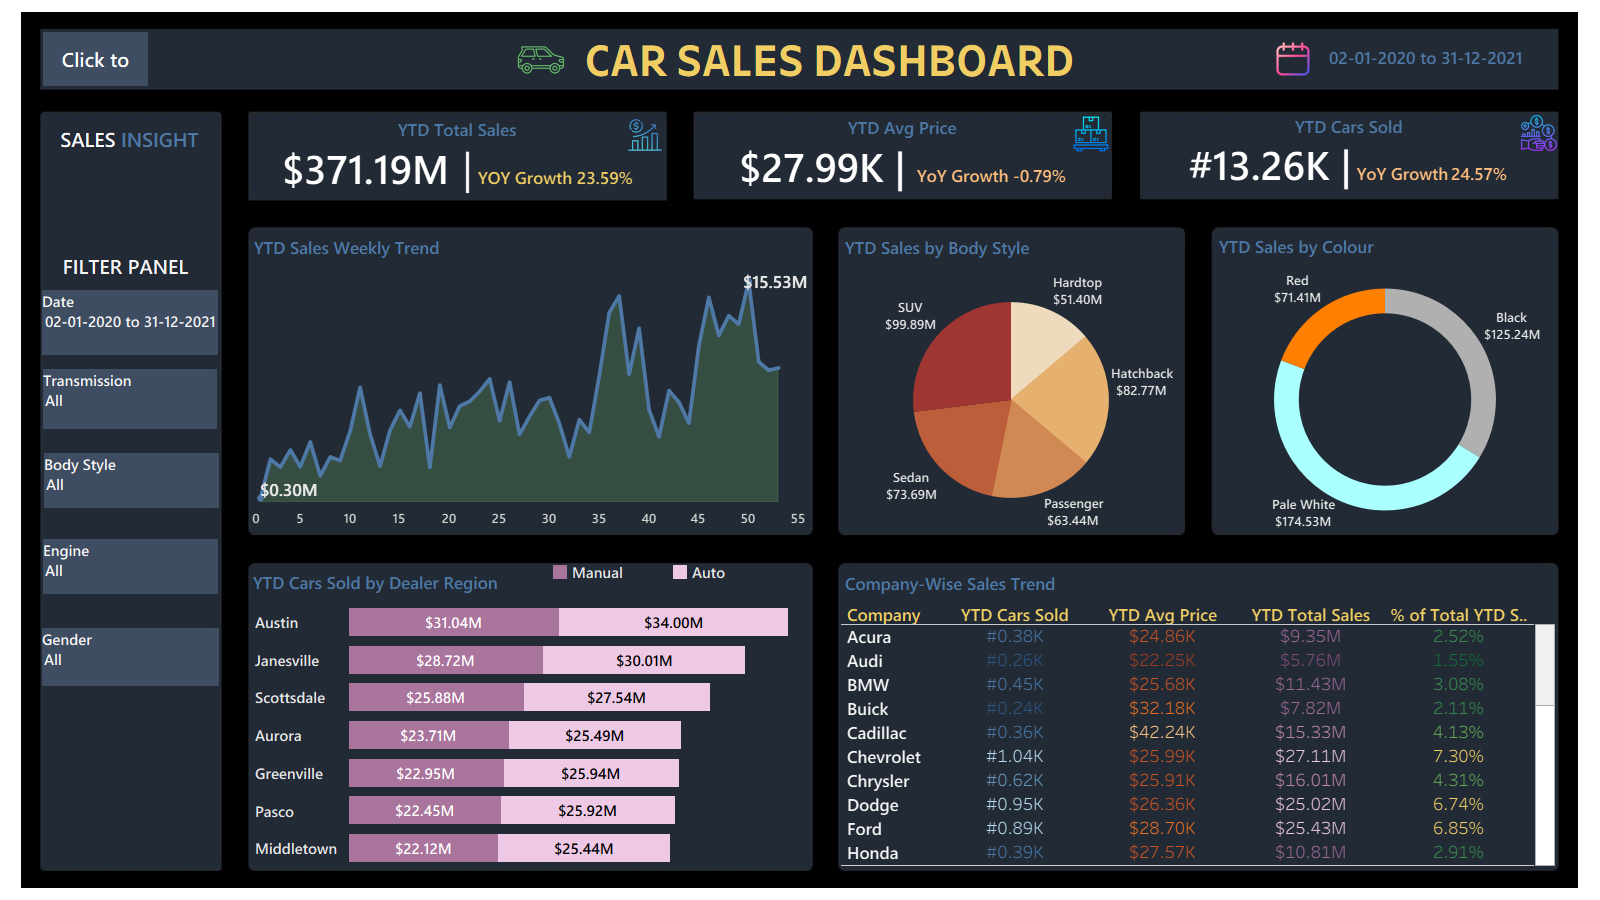 Click to
CAR SALES DASHBOARD
02-01-2020 to 31-12-2021
SALES INSIGHT
FILTER PANEL
Date
02-01-2020 to 31-12-2021
Transmission
All
Body Style
All
Engine
All
Gender
All
YTD Total Sales
$371.19M | YOY Growth 23.59%
YTD Avg Price
$27.99K | YoY Growth -0.79%
YTD Cars Sold
#13.26K | YoY Growth 24.57%
YTD Sales Weekly Trend
$15.53M
$0.30M
0 5 10 15 20 25 30 35 40 45 50 55
YTD Sales by Body Style
Hardtop
$51.40M
SUV
$99.89M
Hatchback
$82.77M
Sedan
$73.69M
Passenger
$63.44M
YTD Sales by Colour
Red
$71.41M
Black
$125.24M
Pale White
$174.53M
YTD Cars Sold by Dealer Region
Manual Auto
Austin $31.04M $34.00M
Janesville $28.72M $30.01M
Scottsdale $25.88M $27.54M
Aurora $23.71M $25.49M
Greenville $22.95M $25.94M
Pasco $22.45M $25.92M
Middletown $22.12M $25.44M
Company-Wise Sales Trend
Company YTD Cars Sold YTD Avg Price YTD Total Sales % of Total YTD S..
Acura #0.38K $24.86K $9.35M 2.52%
Audi #0.26K $22.25K $5.76M 1.55%
BMW #0.45K $25.68K $11.43M 3.08%
Buick #0.24K $32.18K $7.82M 2.11%
Cadillac #0.36K $42.24K $15.33M 4.13%
Chevrolet #1.04K $25.99K $27.11M 7.30%
Chrysler #0.62K $25.91K $16.01M 4.31%
Dodge #0.95K $26.36K $25.02M 6.74%
Ford #0.89K $28.70K $25.43M 6.85%
Honda #0.39K $27.57K $10.81M 2.91%